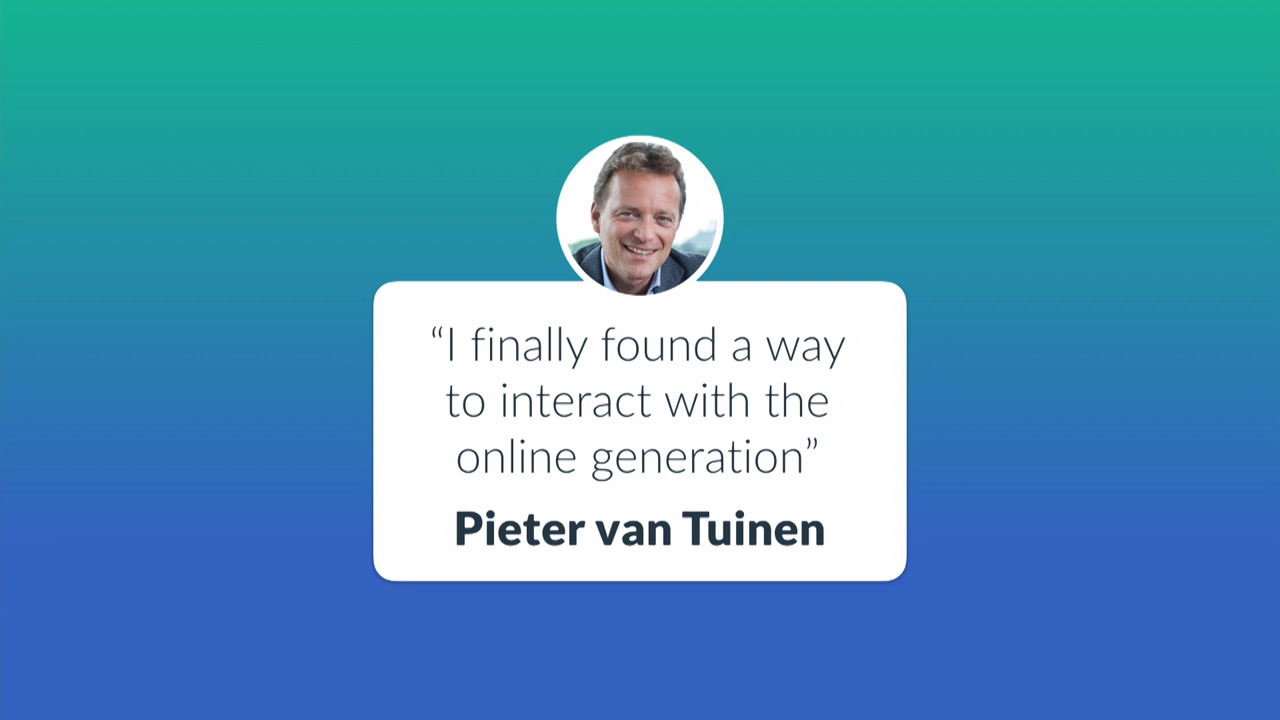 “I finally found a way
to interact with the
online generation”
Pieter van Tuinen